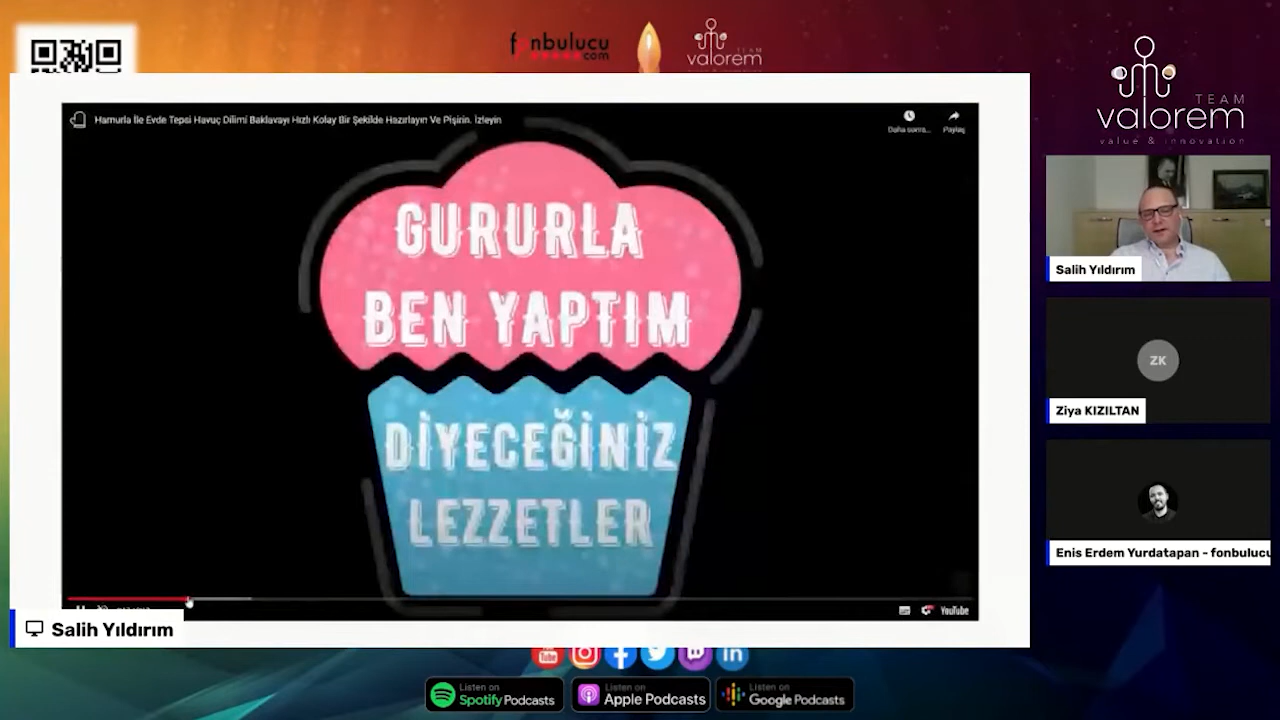 fonbulucu
.com
TEAM
valorem
TEAM
valorem
value & innovation
Hamurla İle Evde Tepsi Havuç Dilimi Baklavayı Hızlı Kolay Bir Şekilde Hazırlayın Ve Pişirin. İzleyin
Daha sonra...
Paylaş
GURURLA
BEN YAPTIM
DİYECEĞİNİZ
LEZZETLER
YouTube
Salih Yıldırım
Salih Yıldırım
ZK
Ziya KIZILTAN
Enis Erdem Yurdatapan - fonbulucu
You
Tube
in
Listen on
Spotify Podcasts
Listen on
Apple Podcasts
Listen on
Google Podcasts